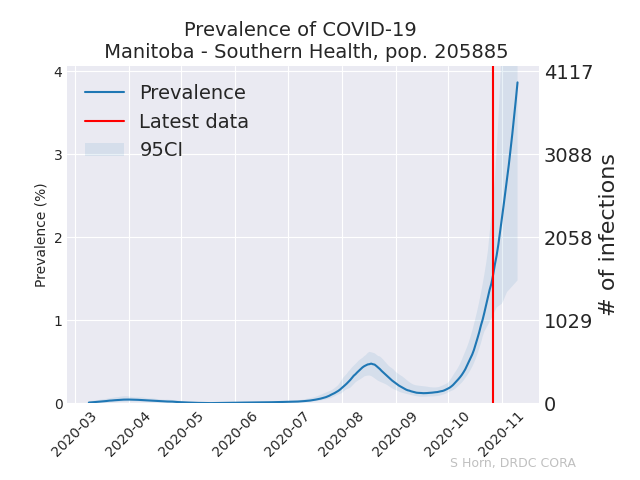 Prevalence of COVID-19
Manitoba - Southern Health, pop. 205885
Prevalence
Latest data
95CI
Prevalence (%)
4
3
2
1
0
4117
3088
2058
1029
0
# of infections
2020-03
2020-04
2020-05
2020-06
2020-07
2020-08
2020-09
2020-10
2020-11
S Horn, DRDC CORA